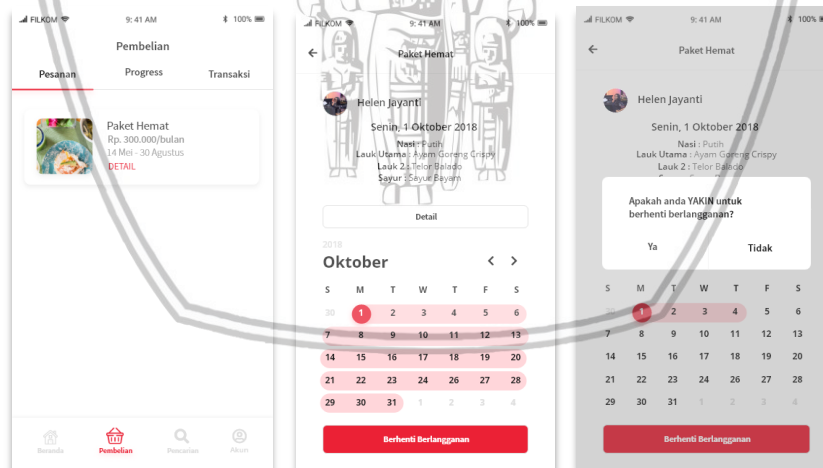 FILKOM 9:41 AM 100%
Pembelian
Pesanan Progress Transaksi
Paket Hemat
Rp. 300.000/bulan
14 Mei - 30 Agustus
DETAIL
Beranda Pembelian Pencarian Akun
FILKOM 9:41 AM 100%
Paket Hemat
Helen Jayanti
Senin, 1 Oktober 2018
Nasi : Putih
Lauk Utama : Ayam Goreng Crispy
Lauk 2 : Telor Balado
Sayur : Sayur Bayam
Detail
2018
Oktober < >
S M T W T F S
30 1 2 3 4 5 6
7 8 9 10 11 12 13
14 15 16 17 18 19 20
21 22 23 24 26 27 28
29 30 31 1 2 3 4
Berhenti Berlangganan
FILKOM 9:41 AM 100%
Paket Hemat
Helen Jayanti
Senin, 1 Oktober 2018
Nasi : Putih
Lauk Utama : Ayam Goreng Crispy
Lauk 2 : Telor Balado
Apakah anda YAKIN untuk
berhenti berlangganan?
Ya Tidak
S M T W T F S
30 1 2 3 4 5 6
7 8 9 10 11 12 13
14 15 16 17 18 19 20
21 22 23 24 26 27 28
29 30 31 1 2 3 4
Berhenti Berlangganan